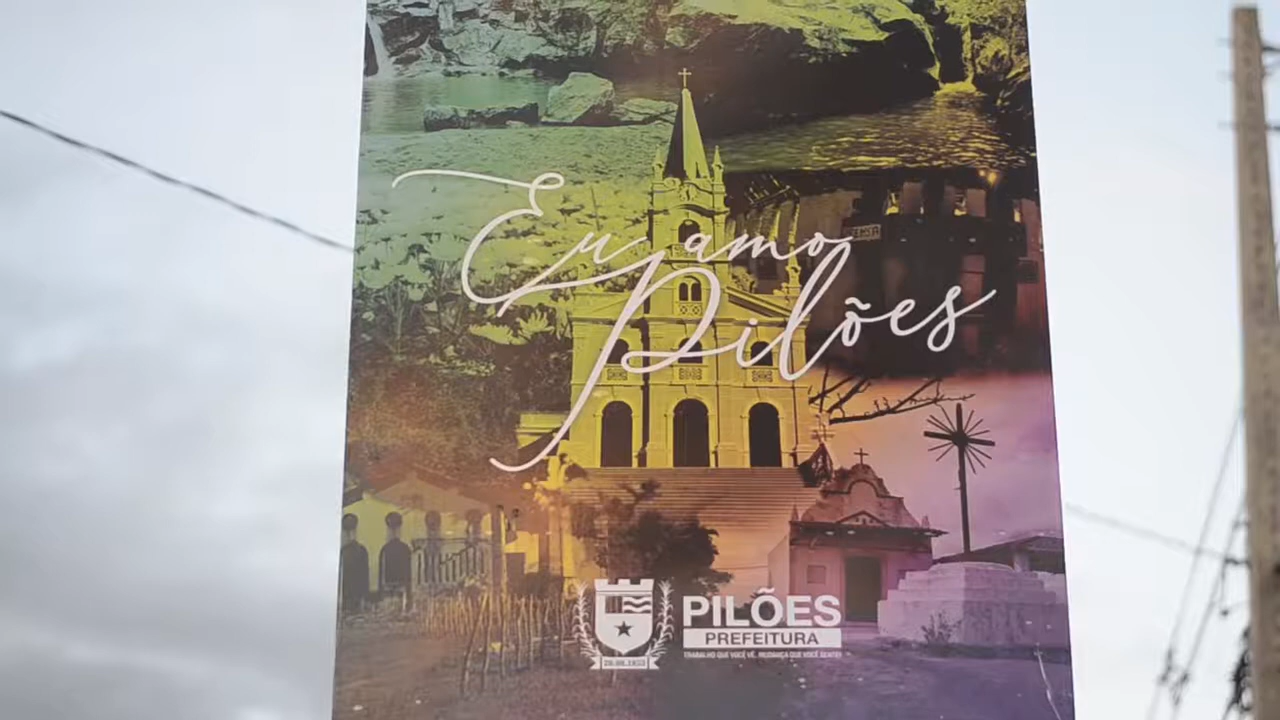 Eu amo
Pilões
PILÕES
PREFEITURA
TRABALHO QUE VOCÊ VÊ, MUDANÇA QUE VOCÊ SENTE!